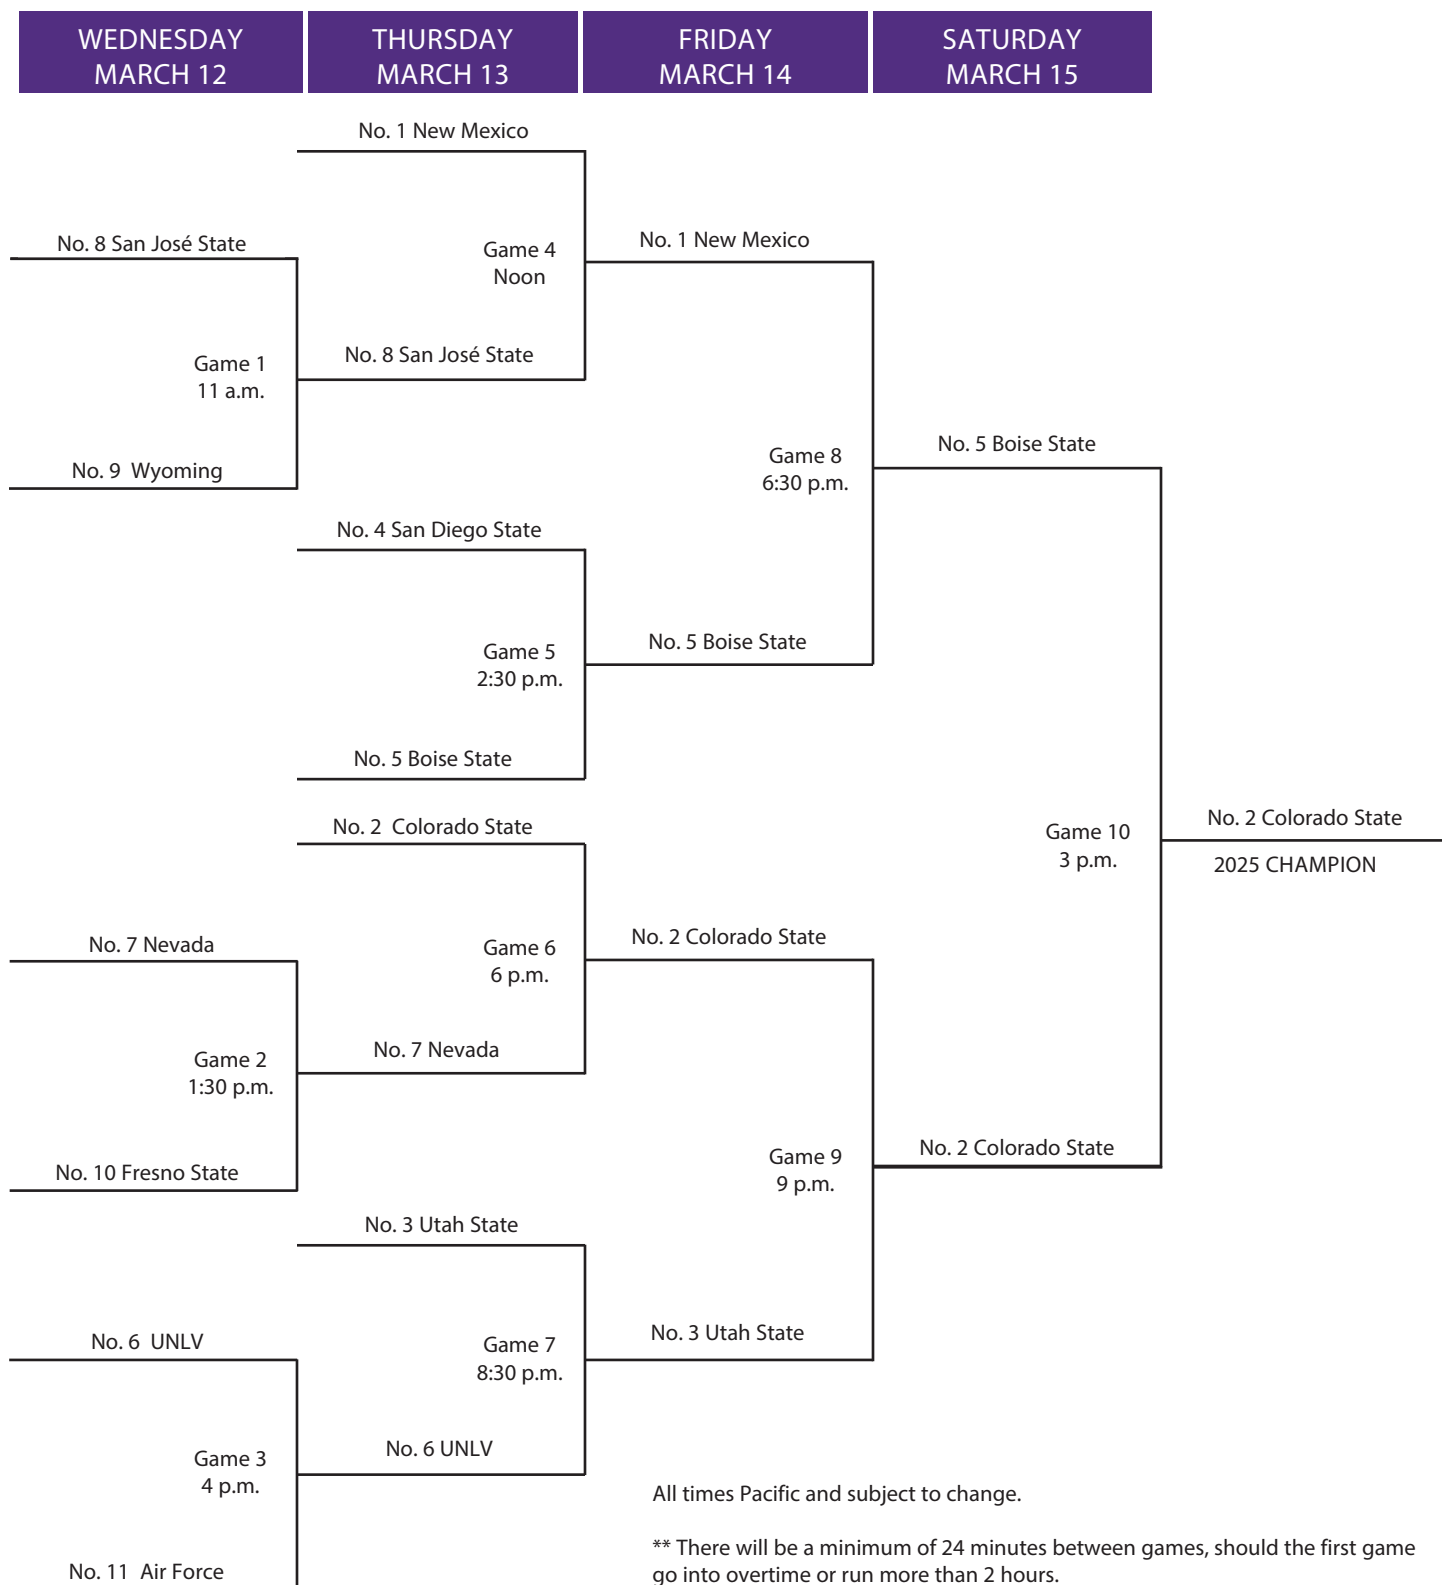 WEDNESDAY
MARCH 12
THURSDAY
MARCH 13
FRIDAY
MARCH 14
SATURDAY
MARCH 15
No. 1 New Mexico
No. 8 San José State
Game 4
Noon
No. 1 New Mexico
Game 1
11 a.m.
No. 8 San José State
No. 9 Wyoming
Game 8
6:30 p.m.
No. 5 Boise State
No. 4 San Diego State
Game 5
2:30 p.m.
No. 5 Boise State
No. 5 Boise State
No. 2 Colorado State
Game 10
3 p.m.
No. 2 Colorado State
2025 CHAMPION
No. 7 Nevada
Game 6
6 p.m.
No. 2 Colorado State
Game 2
1:30 p.m.
No. 7 Nevada
No. 10 Fresno State
Game 9
9 p.m.
No. 2 Colorado State
No. 3 Utah State
No. 6 UNLV
Game 7
8:30 p.m.
No. 3 Utah State
Game 3
4 p.m.
No. 6 UNLV
No. 11 Air Force
All times Pacific and subject to change.
** There will be a minimum of 24 minutes between games, should the first game
go into overtime or run more than 2 hours.